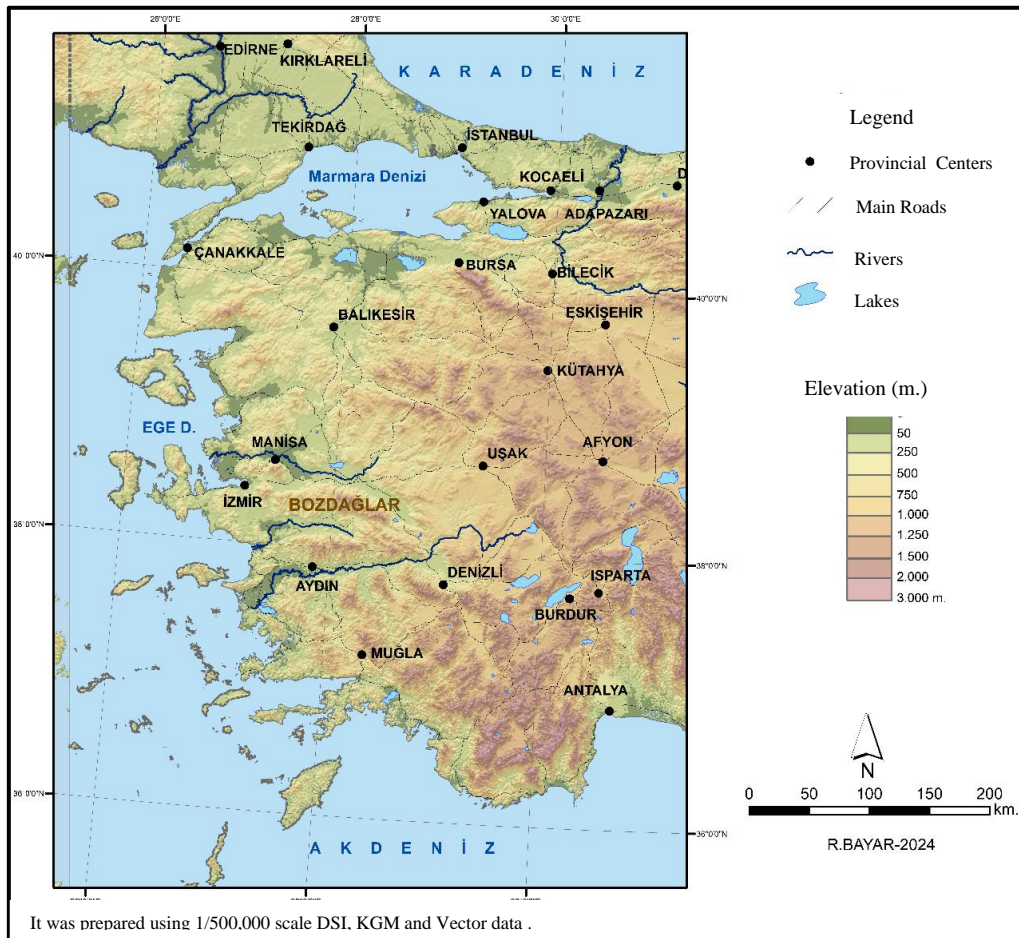 28°0'0"E
30°0'0"E
EDİRNE
KIRKLARELİ
K A R A D E N İ Z
TEKİRDAĞ
İSTANBUL
Marmara Denizi
KOCAELİ
D
YALOVA
ADAPAZARI
40°0'0"N
ÇANAKKALE
BURSA
BİLECİK
40°0'0"N
BALIKESİR
ESKİŞEHİR
KÜTAHYA
EGE D.
MANİSA
UŞAK
AFYON
İZMİR
BOZDAĞLAR
38°0'0"N
38°0'0"N
AYDIN
DENİZLİ
ISPARTA
BURDUR
MUĞLA
ANTALYA
36°0'0"N
36°0'0"N
A K D E N İ Z
Legend
Provincial Centers
Main Roads
Rivers
Lakes
Elevation (m.)
50
250
500
750
1.000
1.250
1.500
2.000
3.000 m.
N
0 50 100 150 200
km.
R.BAYAR-2024
It was prepared using 1/500,000 scale DSI, KGM and Vector data .